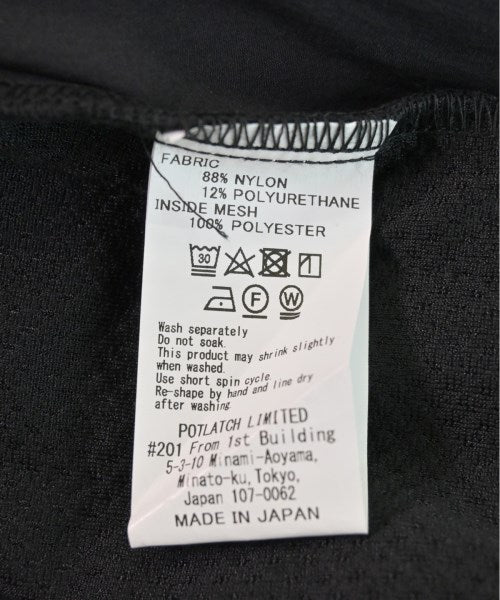 FABRIC
88% NYLON
12% POLYURETHANE
INSIDE MESH
100% POLYESTER
30
F W
Wash separately
Do not soak.
This product may shrink slightly
when washed.
Use short spin cycle.
Re-shape by hand and line dry
after washing
POTLATCH LIMITED
#201 From 1st Building
5-3-10 Minami-Aoyama,
Minato-ku, Tokyo,
Japan 107-0062
MADE IN JAPAN